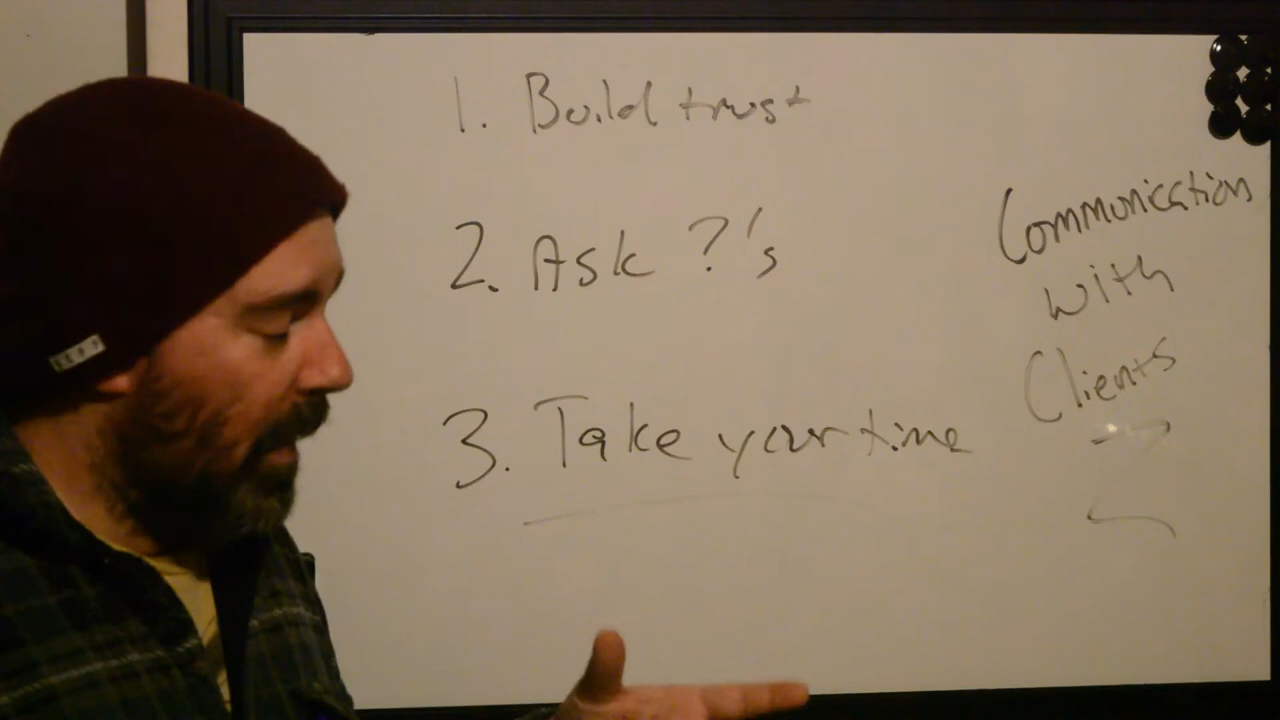 1. Build trust
2. Ask ?'s
3. Take your time
Communication
with
Clients